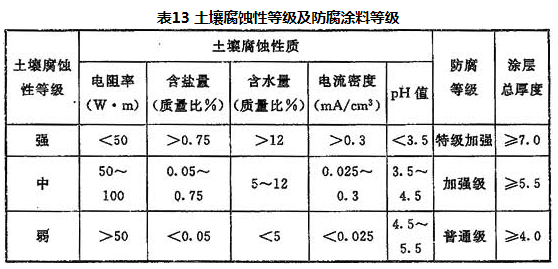 表13 土壤腐蚀性等级及防腐涂料等级
土壤腐蚀性等级 土壤腐蚀性质 防腐等级 涂层总厚度
电阻率(W·m) 含盐量(质量比%) 含水量(质量比%) 电流密度(mA/cm³) pH值
强 <50 >0.75 >12 >0.3 <3.5 特级加强 ≥7.0
中 50~100 0.05~0.75 5~12 0.025~0.3 3.5~4.5 加强级 ≥5.5
弱 >50 <0.05 <5 <0.025 4.5~5.5 普通级 ≥4.0